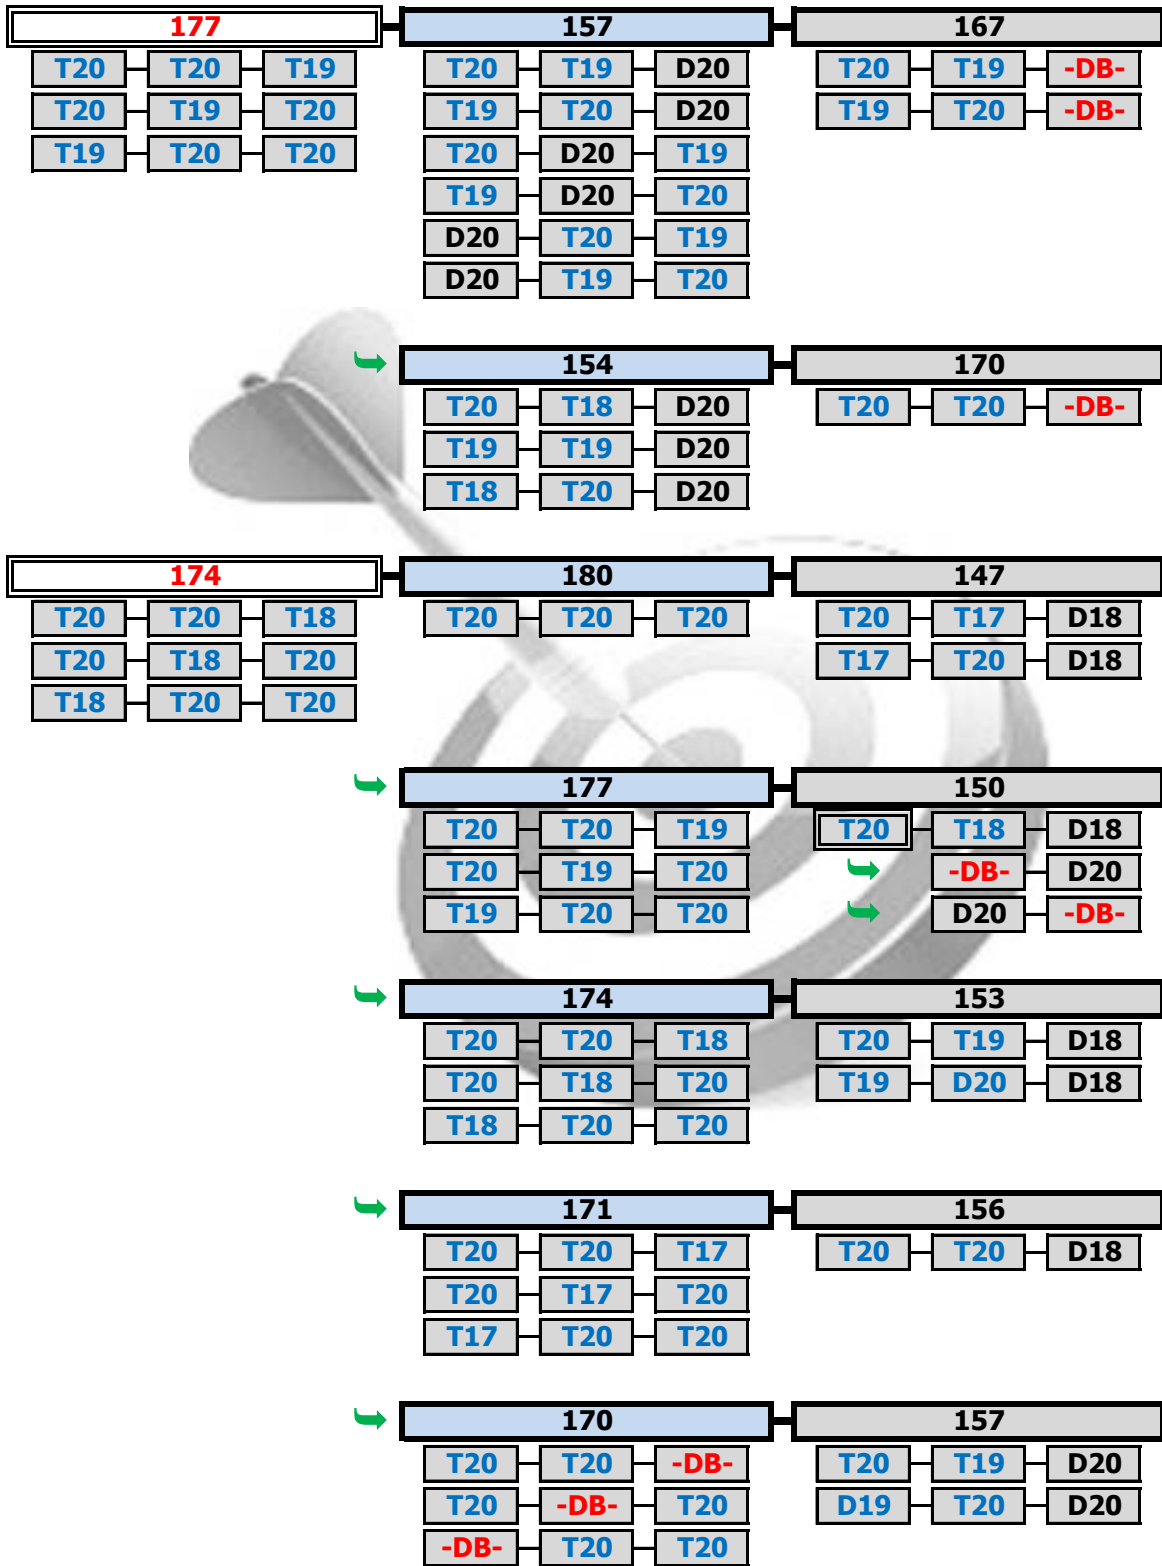 177 157 167
T20 T20 T19 T20 T19 D20 T20 T19 -DB-
T20 T19 T20 T19 T20 D20 T19 T20 -DB-
T19 T20 T20 T20 D20 T19
T19 D20 T20
D20 T20 T19
D20 T19 T20
154 170
T20 T18 D20 T20 T20 -DB-
T19 T19 D20
T18 T20 D20
174 180 147
T20 T20 T18 T20 T20 T20 T20 T17 D18
T20 T18 T20 T17 T20 D18
T18 T20 T20
177 150
T20 T20 T19 T20 T18 D18
T20 T19 T20 -DB- D20
T19 T20 T20 D20 -DB-
174 153
T20 T20 T18 T20 T19 D18
T20 T18 T20 T19 D20 D18
T18 T20 T20
171 156
T20 T20 T17 T20 T20 D18
T20 T17 T20
T17 T20 T20
170 157
T20 T20 -DB- T20 T19 D20
T20 -DB- T20 D19 T20 D20
-DB- T20 T20